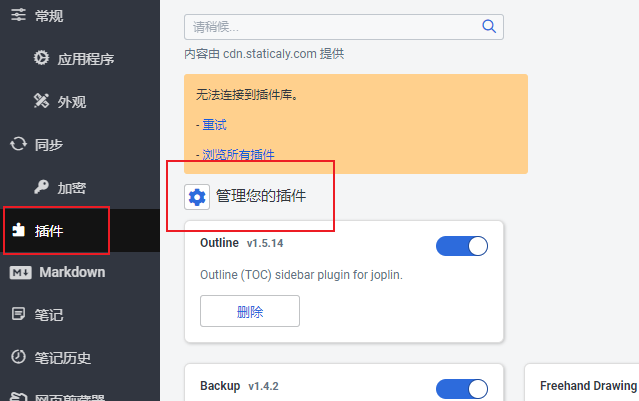 常规
应用程序
外观
同步
加密
插件
Markdown
笔记
笔记历史
网页剪藏器
请稍候...
内容由 cdn.staticaly.com 提供
无法连接到插件库。
- 重试
- 浏览所有插件
管理您的插件
Outline v1.5.14
Outline (TOC) sidebar plugin for joplin.
删除
Backup v1.4.2
Freehand Drawing